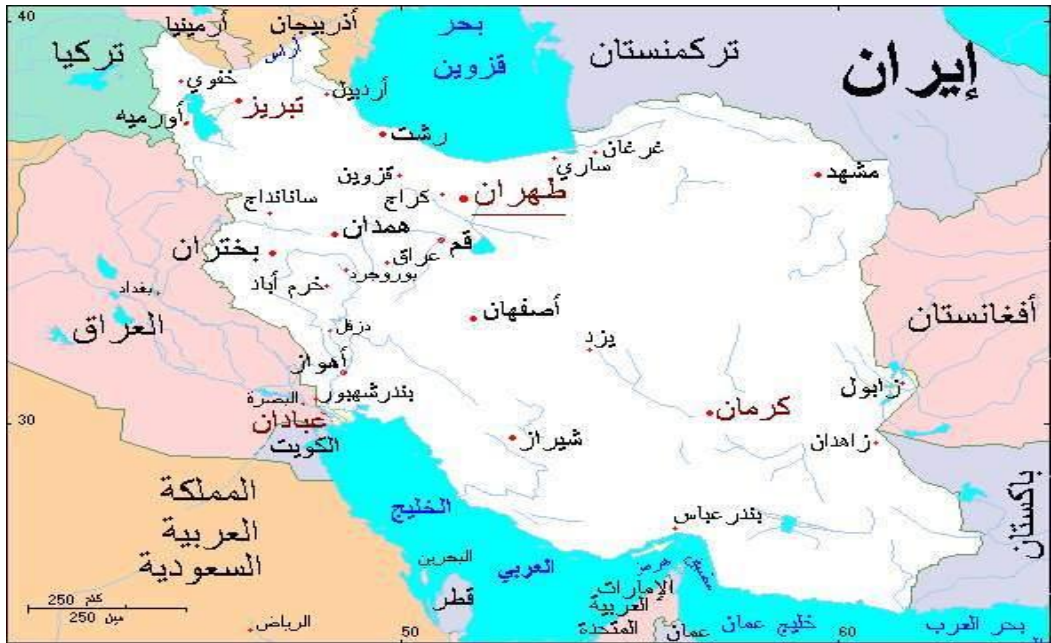 40
أرمينيا
أذربيجان
بحر
قزوين
تركمنستان
إيران
تركيا
أراس
خفوي
تبريز
أردبيل
أورميه
رشت
غرغان
ساري
مشهد
قزوين
كراج
طهران
سانانداج
همدان
قم
عراق
بختران
بوروجرد
خرم أباد
بغداد
العراق
أصفهان
أفغانستان
دزفل
يزد
أهواز
زابول
بندرشهبور
البصرة
كرمان
30
عبادان
شيراز
زاهدان
الكويت
باكستان
المملكة
العربية
السعودية
الخليج
العربي
بندر عباس
البحرين
قطر
مضيق هرمز
الإمارات
العربية
المتحدة
250 كلم
250 ميل
الرياض
50
عمان
خليج عمان
60
بحر العرب